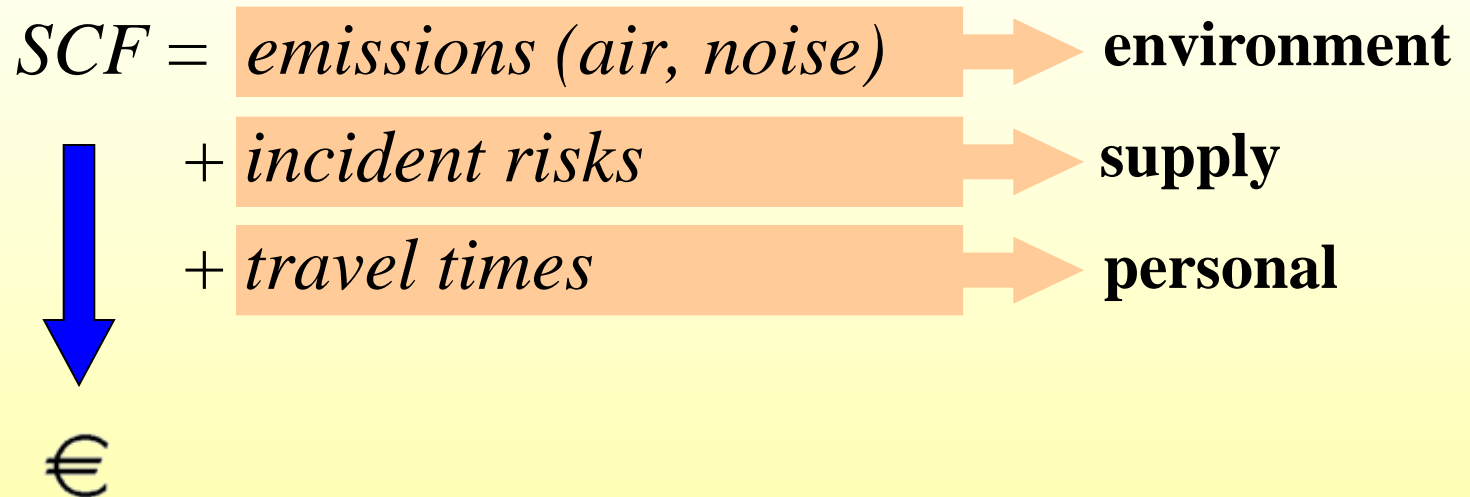 SCF = emissions (air, noise) environment
+ incident risks supply
+ travel times personal
€